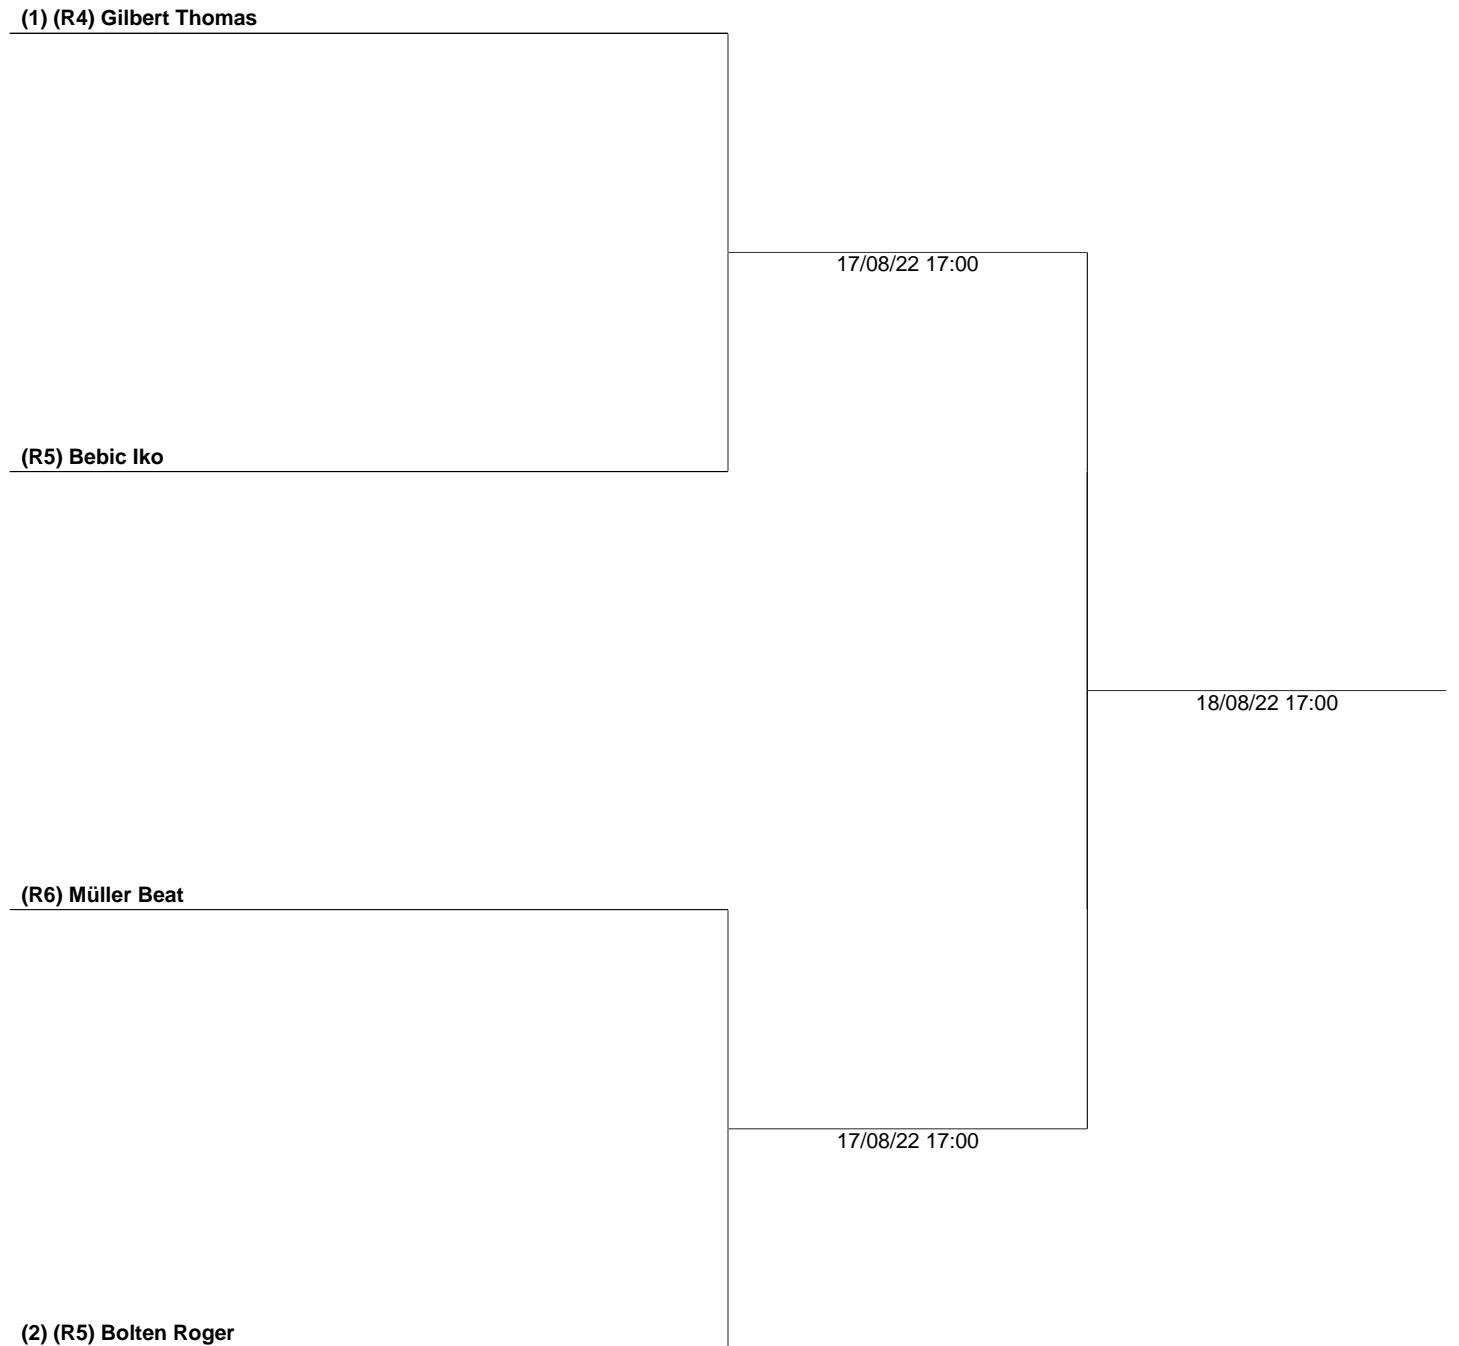 (1) (R4) Gilbert Thomas
17/08/22 17:00
(R5) Bebic Iko
18/08/22 17:00
(R6) Müller Beat
17/08/22 17:00
(2) (R5) Bolten Roger